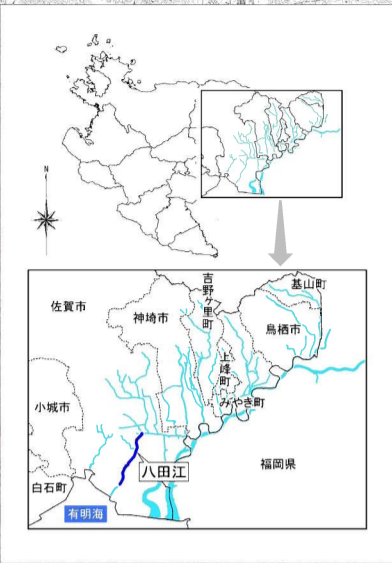 N
佐賀市
神埼市
吉野ヶ里町
基山町
鳥栖市
上峰町
みやき町
小城市
八田江
福岡県
白石町
有明海